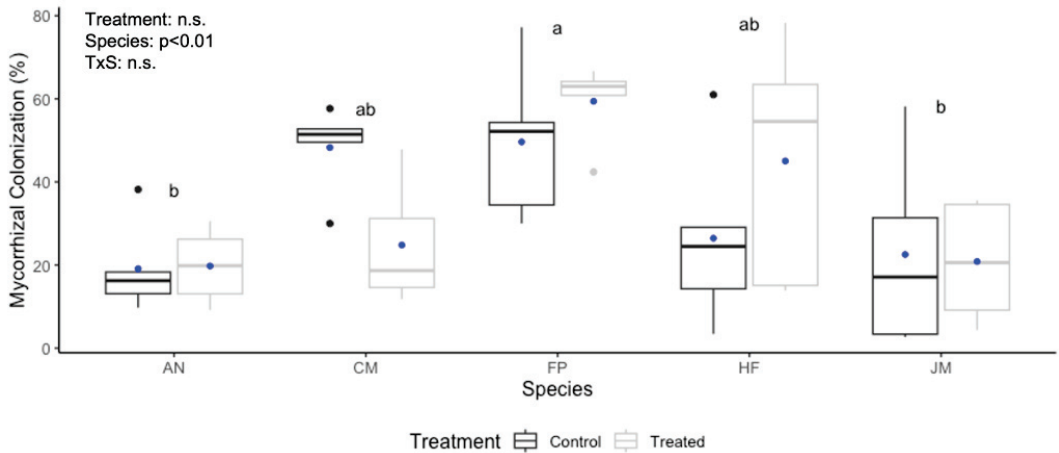 80
60
40
20
0
Mycorrhizal Colonization (%)
Treatment: n.s.
Species: p<0.01
TxS: n.s.
b
ab
a
ab
b
AN CM FP HF JM
Species
Treatment Control Treated